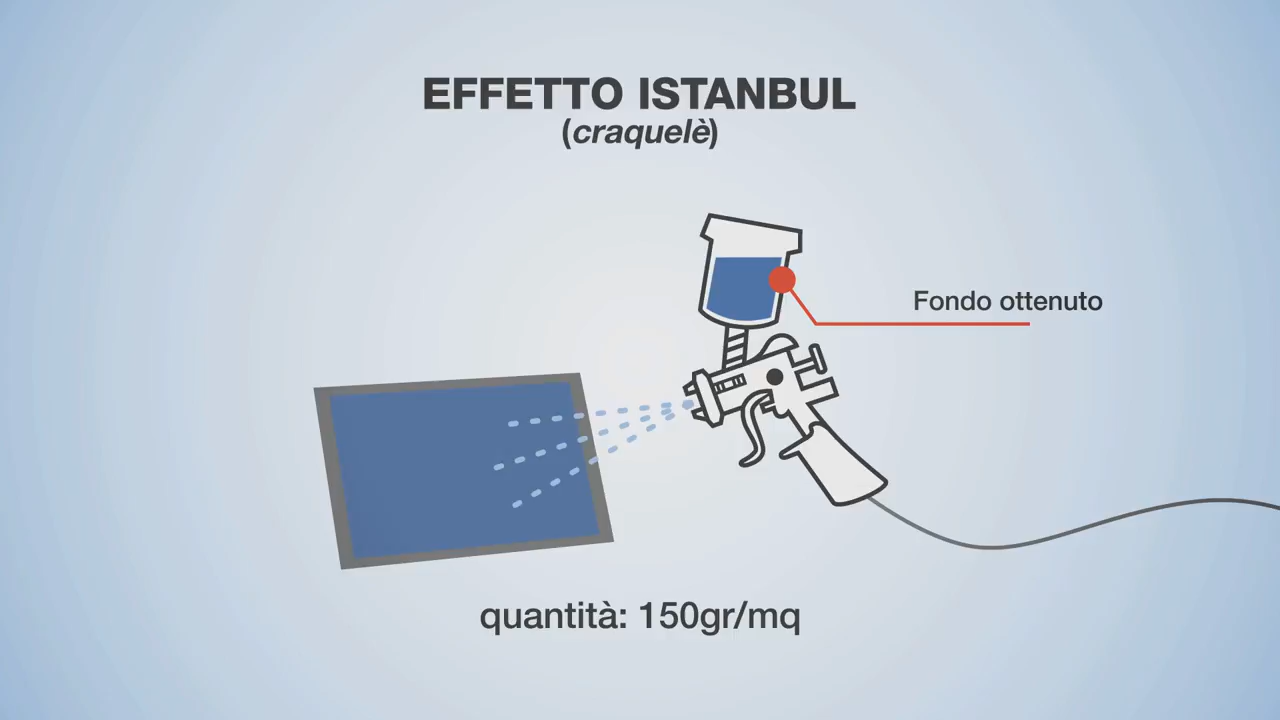 EFFETTO ISTANBUL
(craquelè)
Fondo ottenuto
quantità: 150gr/mq